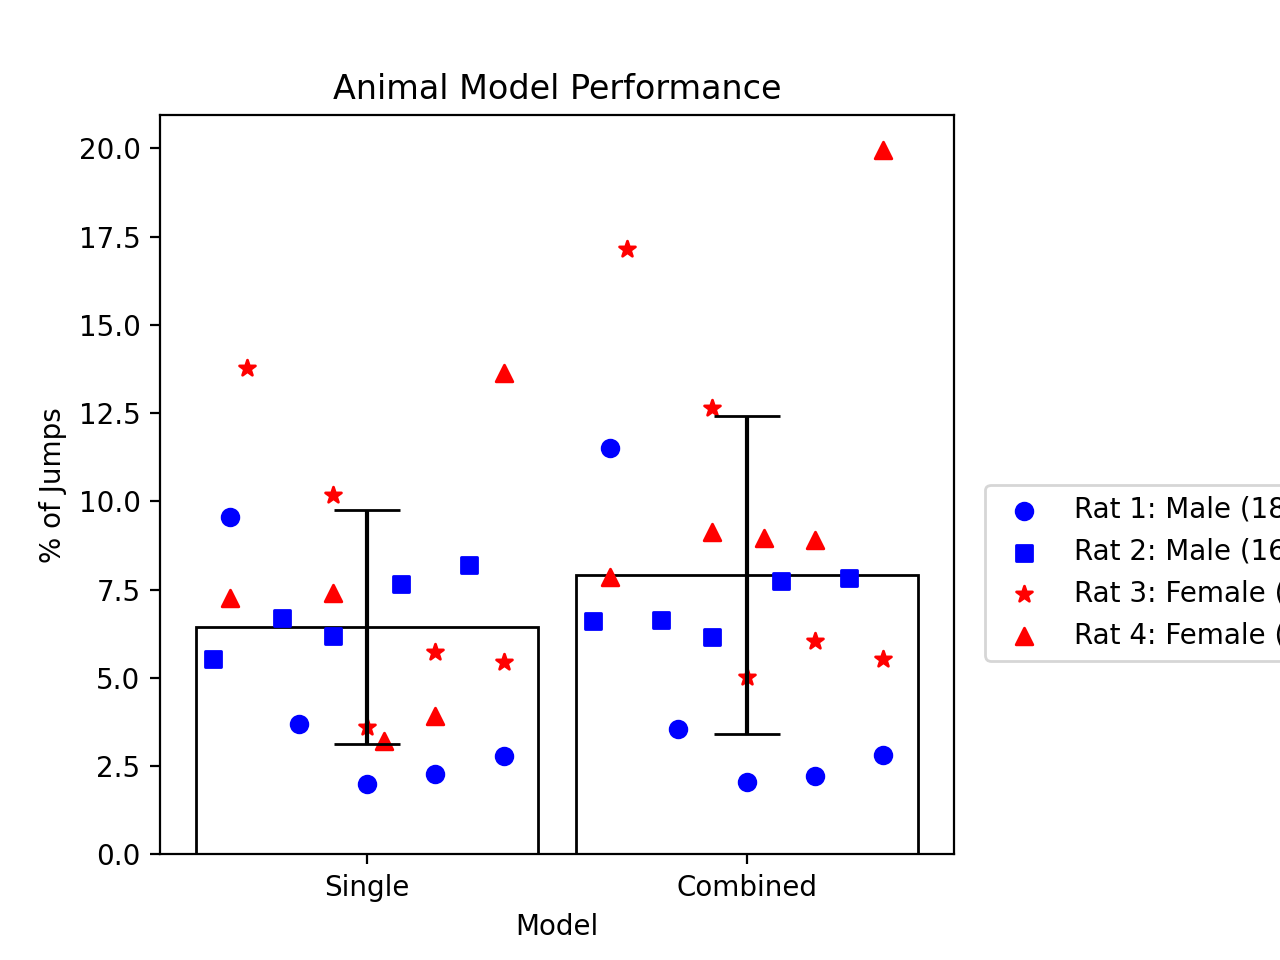 Animal Model Performance
20.0
17.5
15.0
12.5
10.0
7.5
5.0
2.5
0.0
% of Jumps
Single Combined
Model
Rat 1: Male (18
Rat 2: Male (16
Rat 3: Female (
Rat 4: Female (